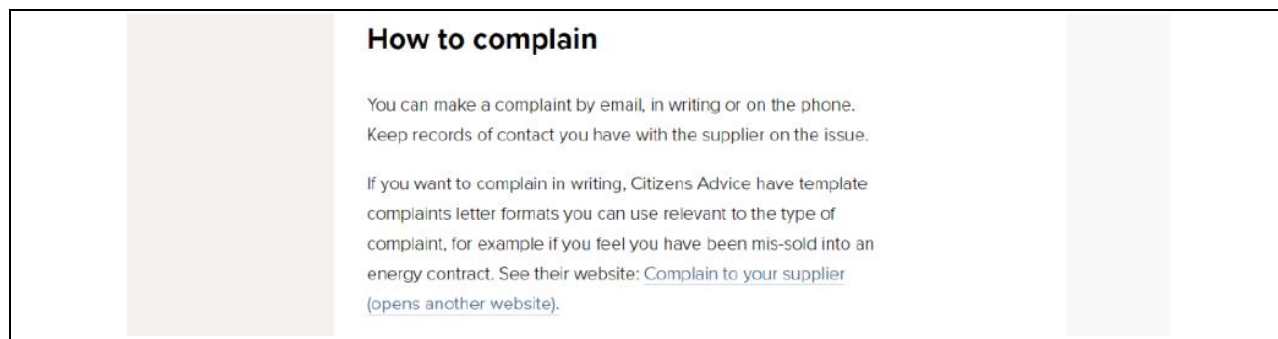 How to complain
You can make a complaint by email, in writing or on the phone.
Keep records of contact you have with the supplier on the issue.
If you want to complain in writing, Citizens Advice have template
complaints letter formats you can use relevant to the type of
complaint, for example if you feel you have been mis-sold into an
energy contract. See their website: Complain to your supplier
(opens another website).